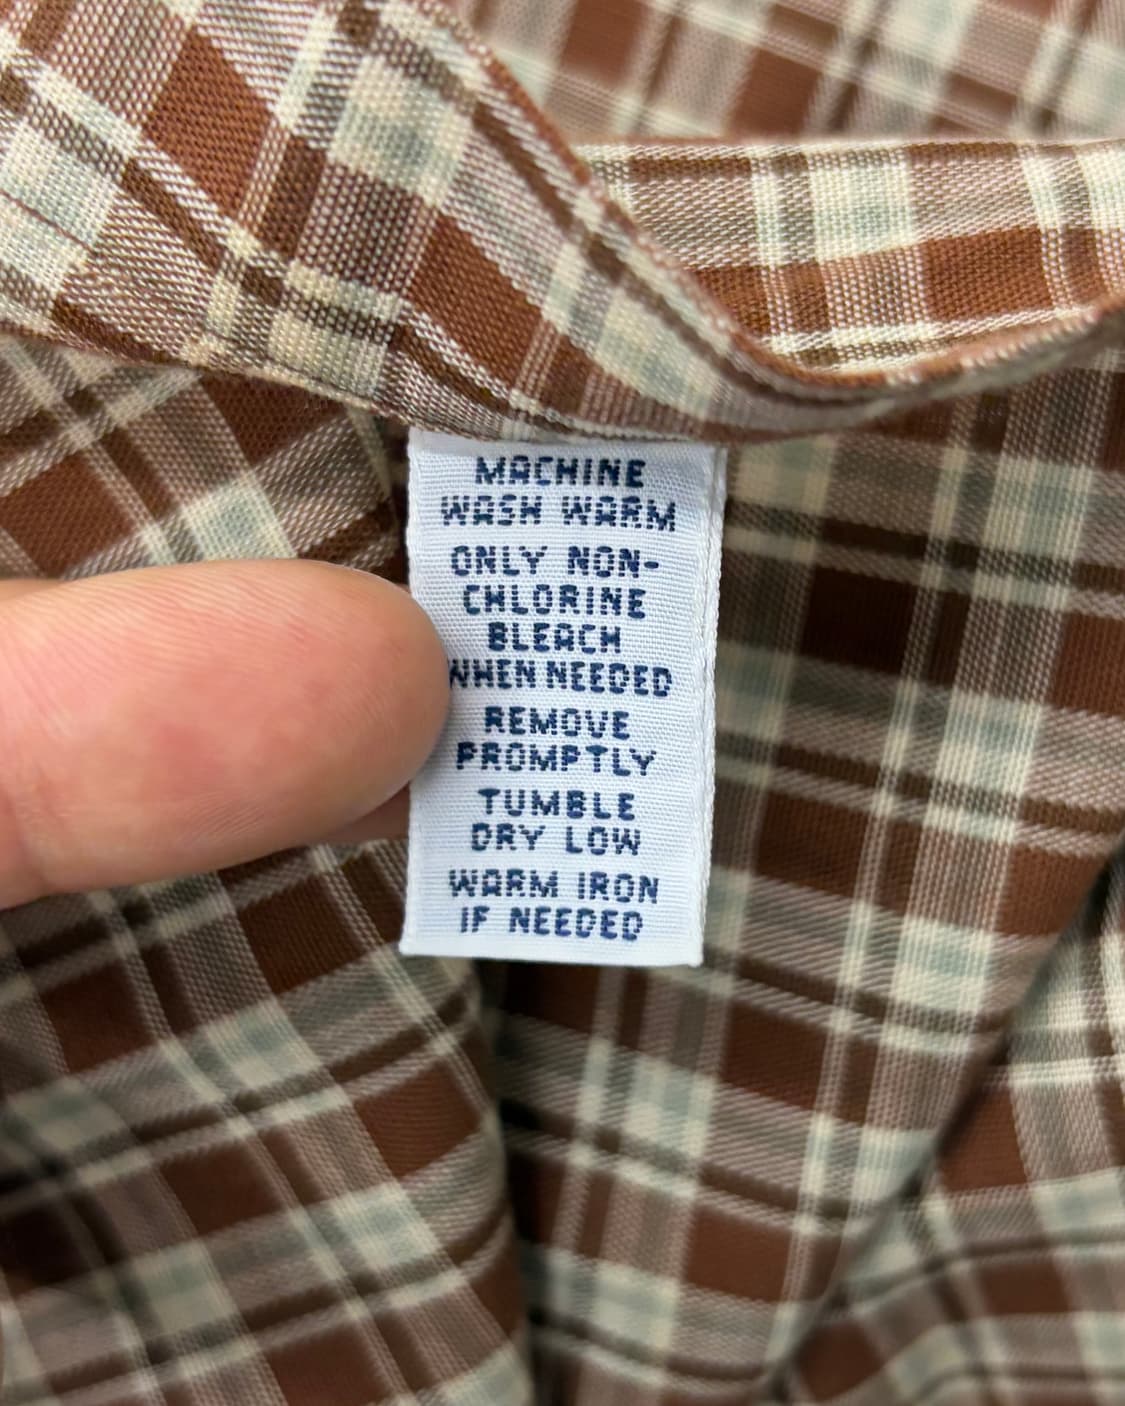 MACHINE
WASH WARM
ONLY NON-
CHLORINE
BLEACH
WHEN NEEDED
REMOVE
PROMPTLY
TUMBLE
DRY LOW
WARM IRON
IF NEEDED